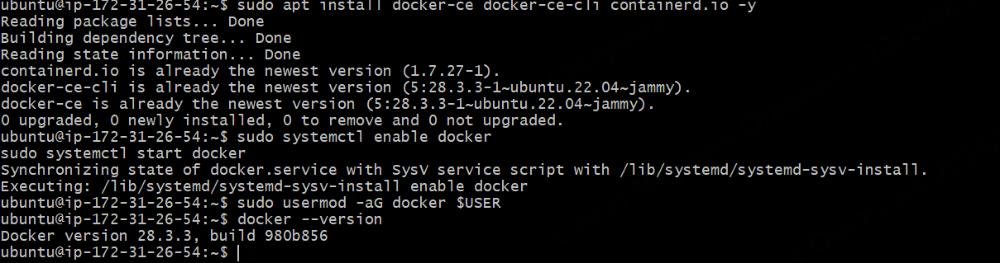 ubuntu@ip-172-31-26-54:~$ sudo apt install docker-ce docker-ce-cli containerd.io -y
Reading package lists... Done
Building dependency tree... Done
Reading state information... Done
containerd.io is already the newest version (1.7.27-1).
docker-ce-cli is already the newest version (5:28.3.3-1~ubuntu.22.04~jammy).
docker-ce is already the newest version (5:28.3.3-1~ubuntu.22.04~jammy).
0 upgraded, 0 newly installed, 0 to remove and 0 not upgraded.
ubuntu@ip-172-31-26-54:~$ sudo systemctl enable docker
sudo systemctl start docker
Synchronizing state of docker.service with SysV service script with /lib/systemd/systemd-sysv-install.
Executing: /lib/systemd/systemd-sysv-install enable docker
ubuntu@ip-172-31-26-54:~$ sudo usermod -aG docker $USER
ubuntu@ip-172-31-26-54:~$ docker --version
Docker version 28.3.3, build 980b856
ubuntu@ip-172-31-26-54:~$